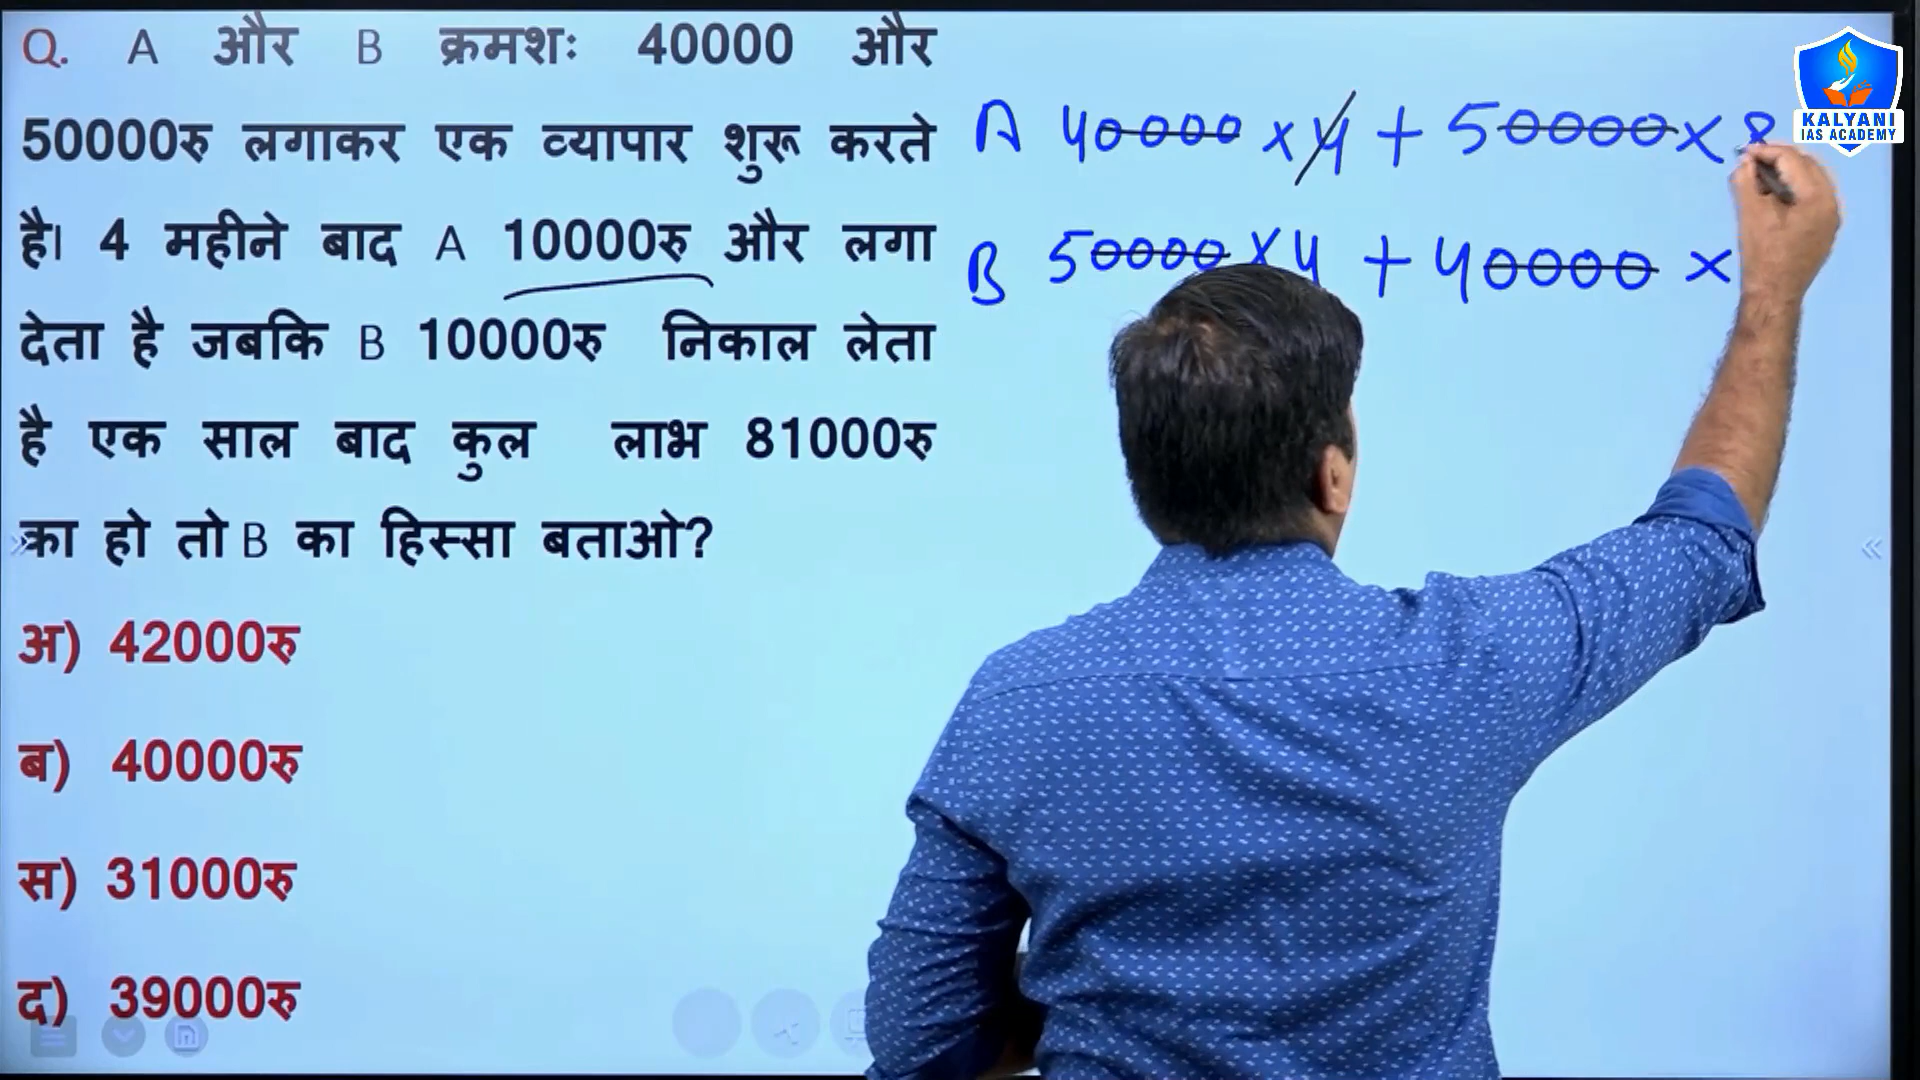 Q. A और B क्रमशः 40000 और
50000रु लगाकर एक व्यापार शुरू करते
है। 4 महीने बाद A 10000रु और लगा
देता है जबकि B 10000रु निकाल लेता
है एक साल बाद कुल लाभ 81000रु
का हो तो B का हिस्सा बताओ?
अ) 42000रु
ब) 40000रु
स) 31000रु
द) 39000रु
A 40000 × 4 + 50000 × 8
B 50000 × 4 + 40000 ×
KALYANI
IAS ACADEMY